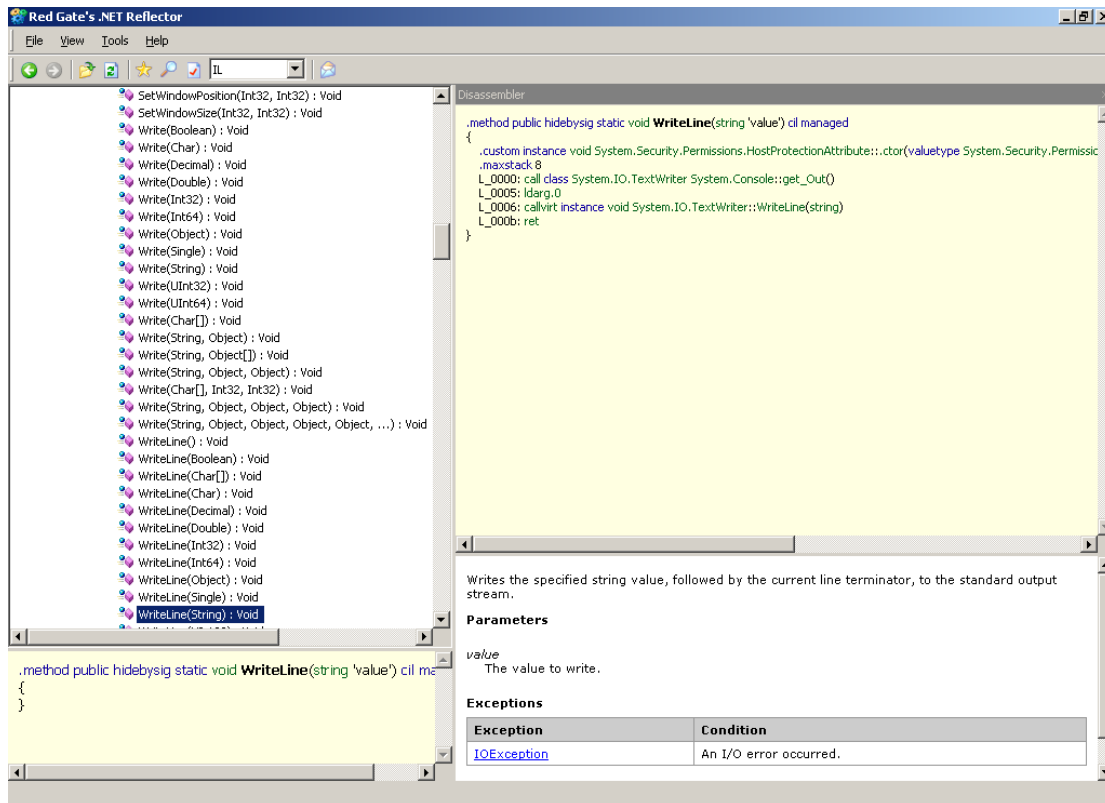 Red Gate's .NET Reflector
File View Tools Help
IL
SetWindowPosition(Int32, Int32) : Void
SetWindowSize(Int32, Int32) : Void
Write(Boolean) : Void
Write(Char) : Void
Write(Decimal) : Void
Write(Double) : Void
Write(Int32) : Void
Write(Int64) : Void
Write(Object) : Void
Write(Single) : Void
Write(String) : Void
Write(UInt32) : Void
Write(UInt64) : Void
Write(Char[]) : Void
Write(String, Object) : Void
Write(String, Object[]) : Void
Write(String, Object, Object) : Void
Write(Char[], Int32, Int32) : Void
Write(String, Object, Object, Object) : Void
Write(String, Object, Object, Object, Object, ...) : Void
WriteLine() : Void
WriteLine(Boolean) : Void
WriteLine(Char[]) : Void
WriteLine(Char) : Void
WriteLine(Decimal) : Void
WriteLine(Double) : Void
WriteLine(Int32) : Void
WriteLine(Int64) : Void
WriteLine(Object) : Void
WriteLine(Single) : Void
WriteLine(String) : Void
.method public hidebysig static void WriteLine(string 'value') cil ma
{
}
Disassembler
.method public hidebysig static void WriteLine(string 'value') cil managed
{
.custom instance void System.Security.Permissions.HostProtectionAttribute::.ctor(valuetype System.Security.Permissic
.maxstack 8
L_0000: call class System.IO.TextWriter System.Console::get_Out()
L_0005: ldarg.0
L_0006: callvirt instance void System.IO.TextWriter::WriteLine(string)
L_000b: ret
}
Writes the specified string value, followed by the current line terminator, to the standard output
stream.
Parameters
value
The value to write.
Exceptions
Exception Condition
IOException An I/O error occurred.